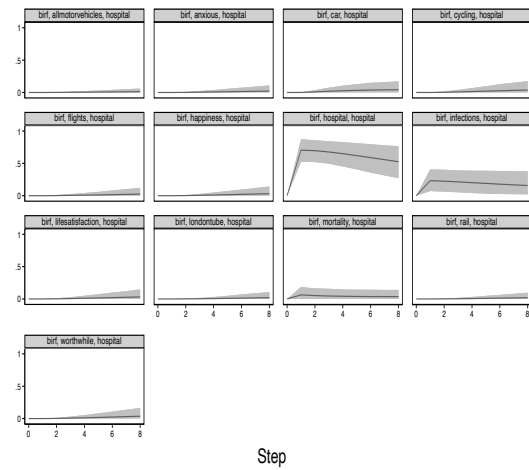 birf, allmotorvehicles, hospital birf, anxious, hospital birf, car, hospital birf, cycling, hospital
1
.5
0
birf, flights, hospital birf, happiness, hospital birf, hospital, hospital birf, infections, hospital
1
.5
0
birf, lifesatisfaction, hospital birf, londontube, hospital birf, mortality, hospital birf, rail, hospital
1
.5
0
0 2 4 6 8 0 2 4 6 8 0 2 4 6 8
birf, worthwhile, hospital
1
.5
0
0 2 4 6 8
Step